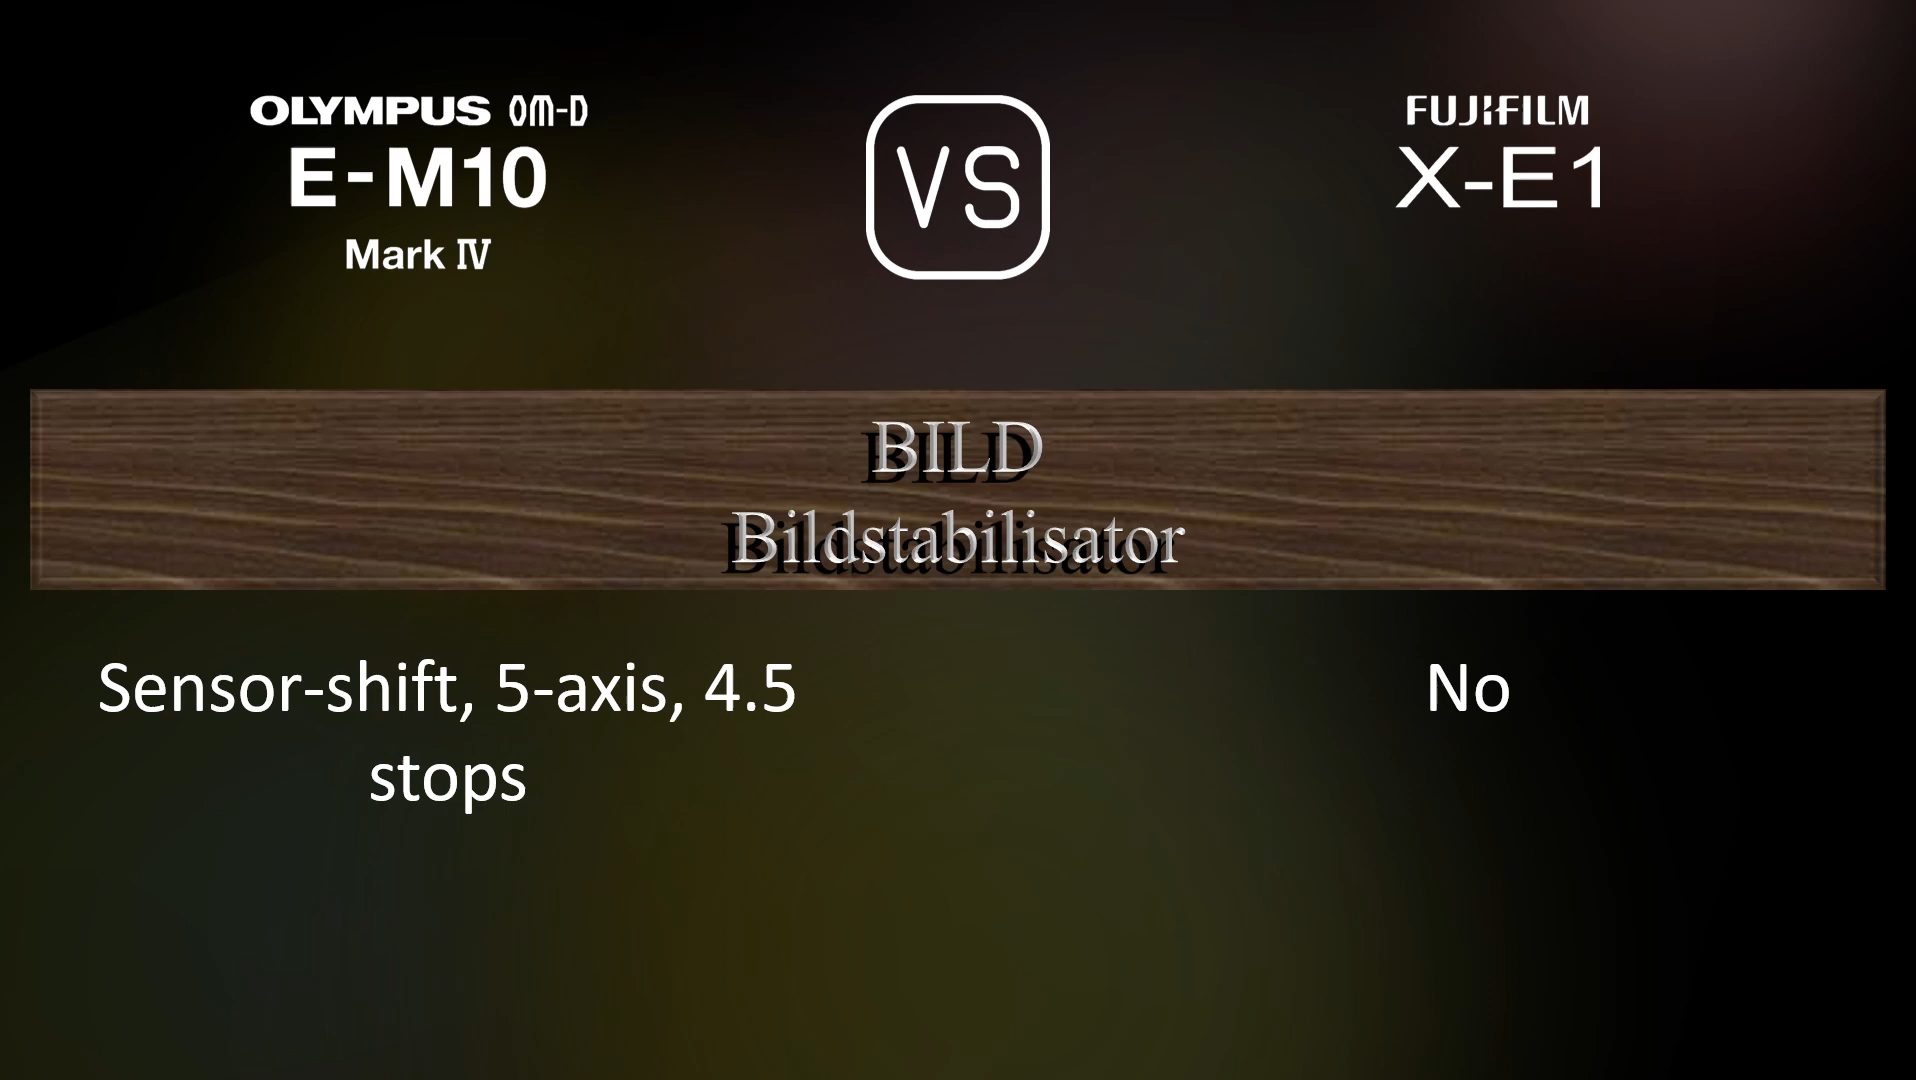 OLYMPUS OM-D
E-M10
Mark IV
VS
FUJIFILM
X-E1
BILD
Bildstabilisator
Sensor-shift, 5-axis, 4.5
stops
No